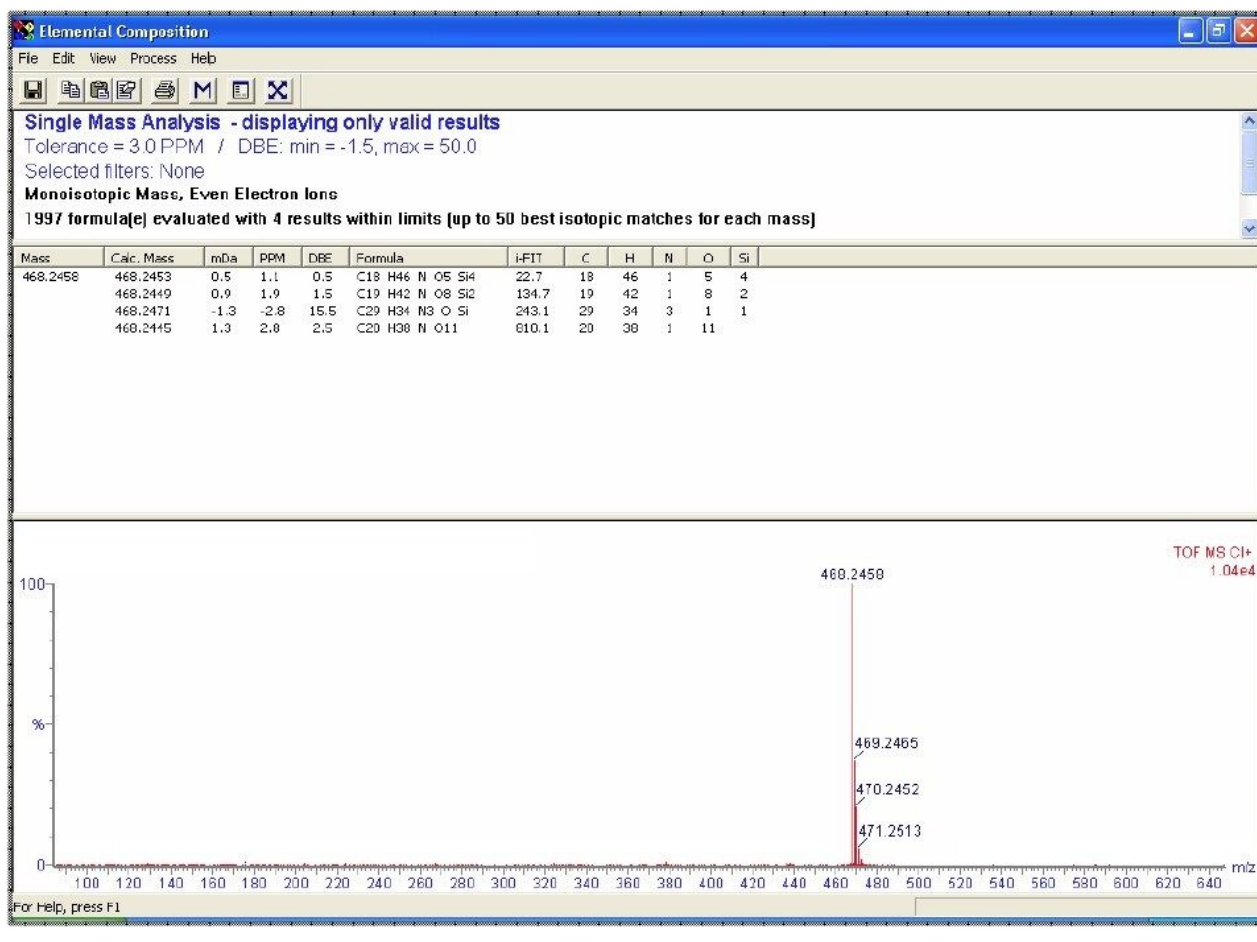 Elemental Composition
File Edit View Process Help
M
Single Mass Analysis - displaying only valid results
Tolerance = 3.0 PPM / DBE: min = -1.5, max = 50.0
Selected filters: None
Monoisotopic Mass, Even Electron Ions
1997 formula(e) evaluated with 4 results within limits (up to 50 best isotopic matches for each mass)
Mass Calc. Mass mDa PPM DBE Formula i-FIT C H N O Si
468.2458 468.2453 0.5 1.1 0.5 C18 H46 N O5 Si4 22.7 18 46 1 5 4
468.2449 0.9 1.9 1.5 C19 H42 N O8 Si2 134.7 19 42 1 8 2
468.2471 -1.3 -2.8 15.5 C29 H34 N3 O Si 243.1 29 34 3 1 1
468.2445 1.3 2.8 2.5 C20 H38 N O11 810.1 20 38 1 11
TOF MS CI+
1.04e4
100
468.2458
%
469.2465
470.2452
471.2513
0
m/z
100 120 140 160 180 200 220 240 260 280 300 320 340 360 380 400 420 440 460 480 500 520 540 560 580 600 620 640
For Help, press F1